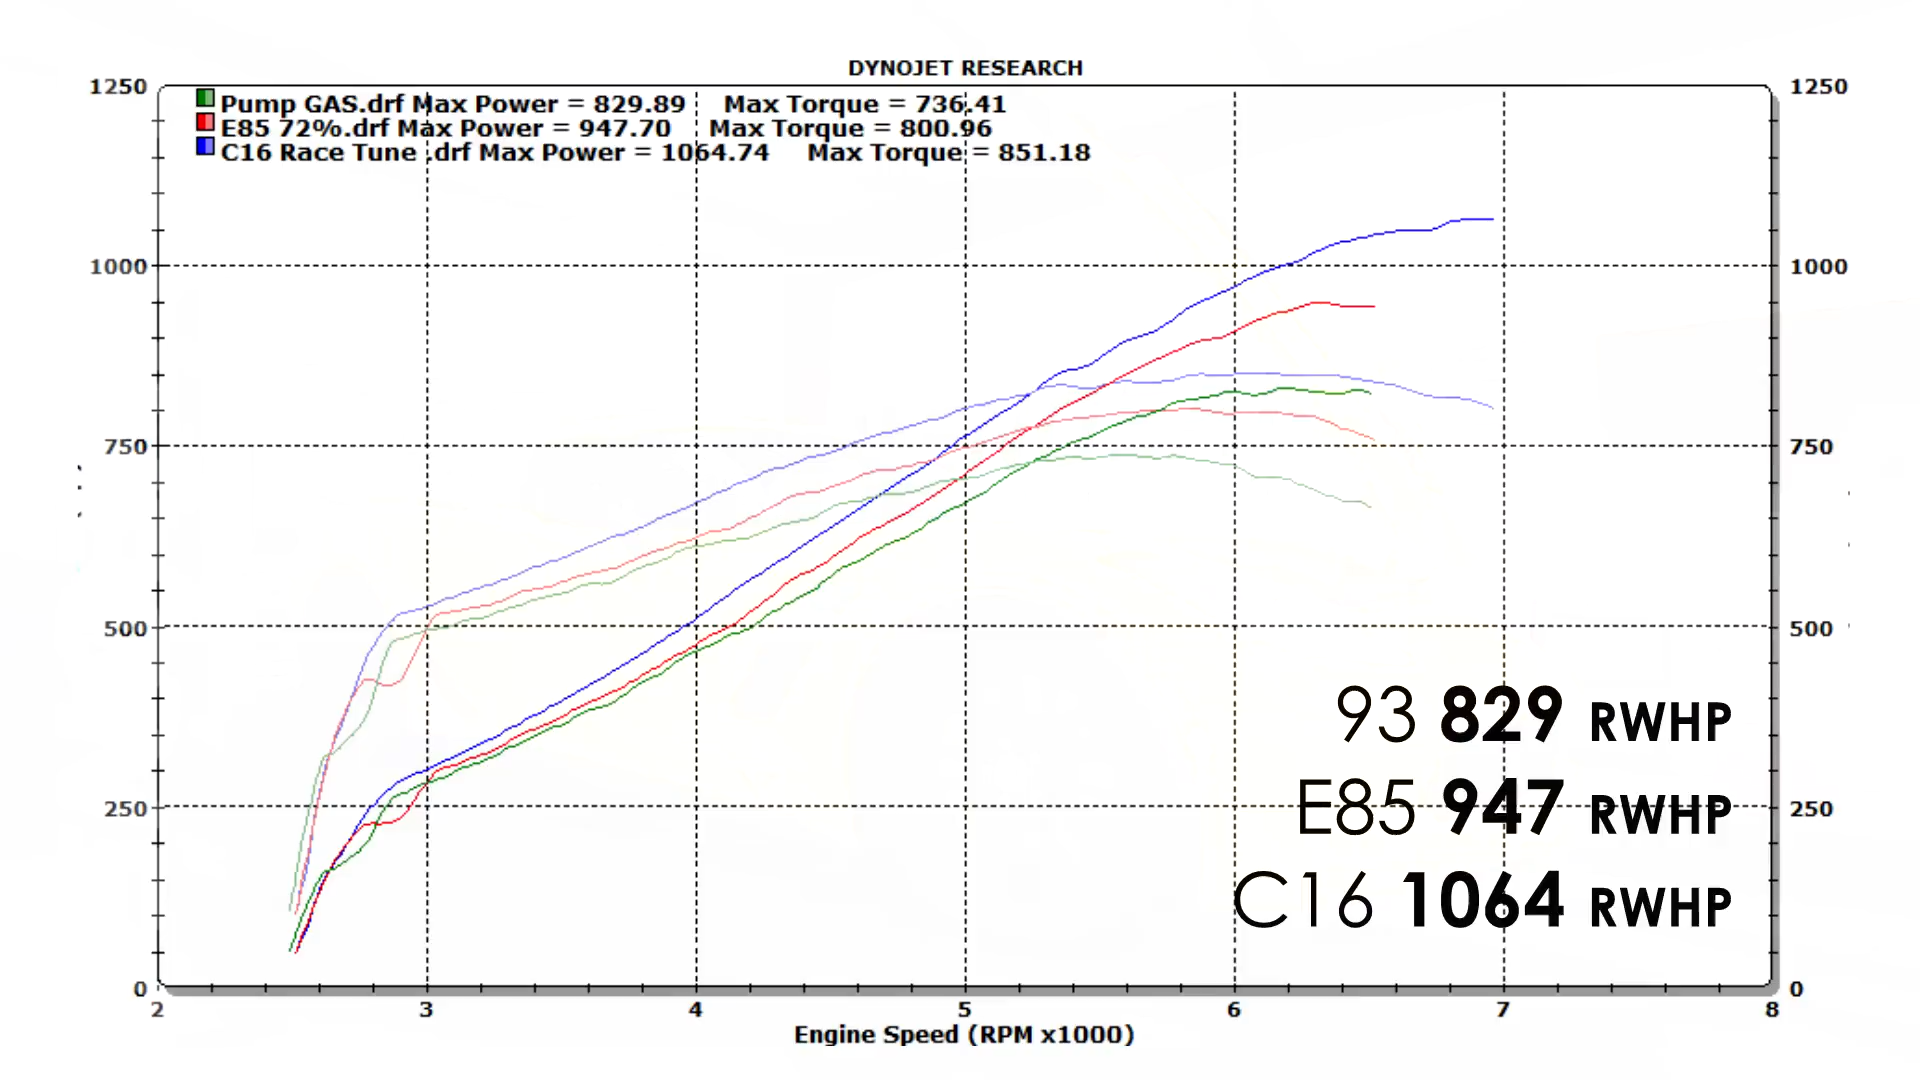 DYNOJET RESEARCH
1250 1250
Pump GAS.drf Max Power = 829.89 Max Torque = 736.41
E85 72%.drf Max Power = 947.70 Max Torque = 800.96
C16 Race Tune .drf Max Power = 1064.74 Max Torque = 851.18
1000 1000
750 750
500 500
93 829 RWHP
E85 947 RWHP
250 250
C16 1064 RWHP
0 0
2 3 4 5 6 7 8
Engine Speed (RPM x1000)